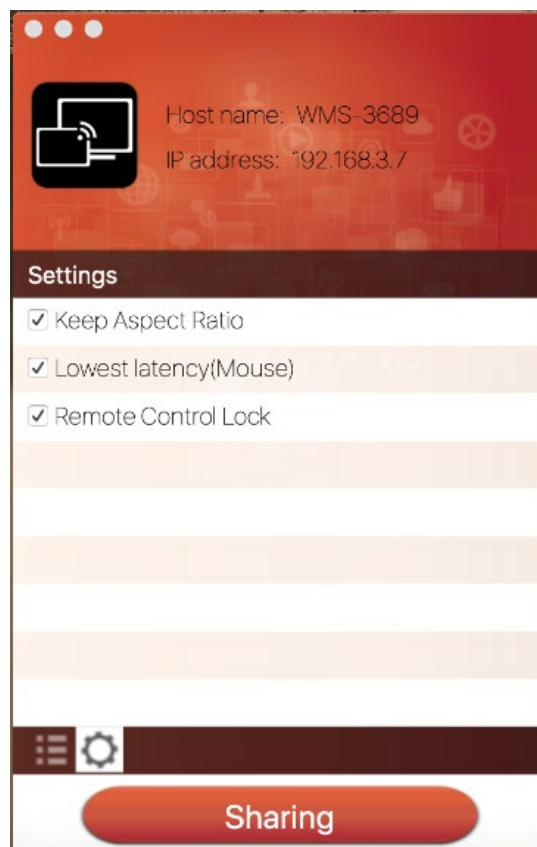 Host name: WMS-3689
IP address: 192.168.3.7
Settings
Keep Aspect Ratio
Lowest latency(Mouse)
Remote Control Lock
Sharing